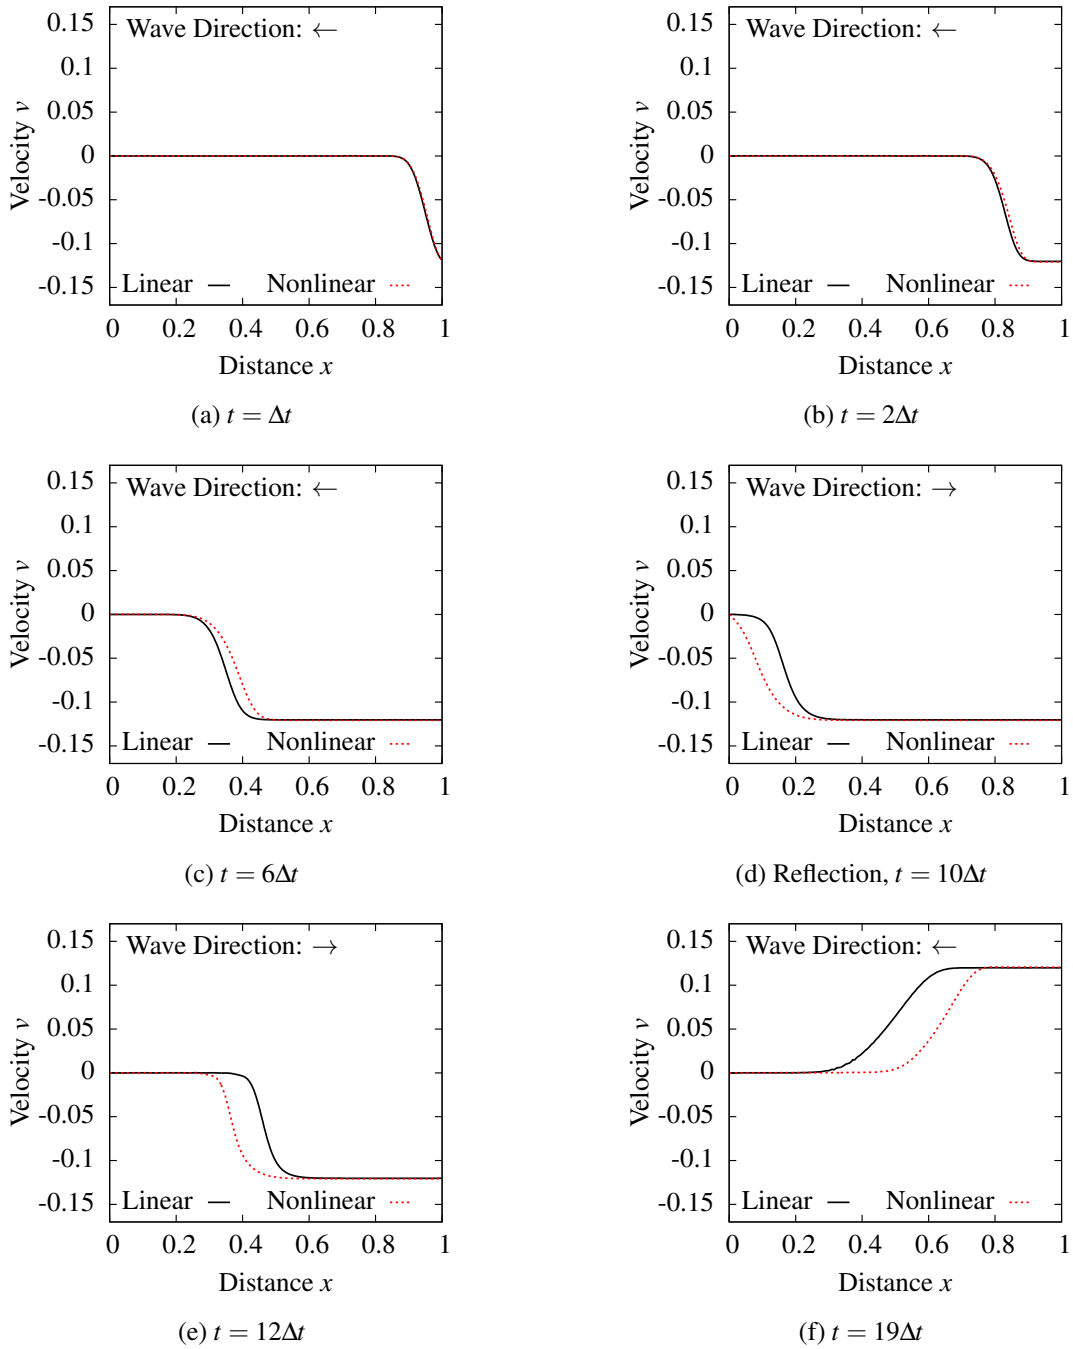 Wave Direction: ←
0.15
0.1
0.05
0
-0.05
-0.1
-0.15
Velocity v
Linear Nonlinear
0 0.2 0.4 0.6 0.8 1
Distance x
(a) t = Δt
Wave Direction: ←
0.15
0.1
0.05
0
-0.05
-0.1
-0.15
Velocity v
Linear Nonlinear
0 0.2 0.4 0.6 0.8 1
Distance x
(b) t = 2Δt
Wave Direction: ←
0.15
0.1
0.05
0
-0.05
-0.1
-0.15
Velocity v
Linear Nonlinear
0 0.2 0.4 0.6 0.8 1
Distance x
(c) t = 6Δt
Wave Direction: →
0.15
0.1
0.05
0
-0.05
-0.1
-0.15
Velocity v
Linear Nonlinear
0 0.2 0.4 0.6 0.8 1
Distance x
(d) Reflection, t = 10Δt
Wave Direction: →
0.15
0.1
0.05
0
-0.05
-0.1
-0.15
Velocity v
Linear Nonlinear
0 0.2 0.4 0.6 0.8 1
Distance x
(e) t = 12Δt
Wave Direction: ←
0.15
0.1
0.05
0
-0.05
-0.1
-0.15
Velocity v
Linear Nonlinear
0 0.2 0.4 0.6 0.8 1
Distance x
(f) t = 19Δt